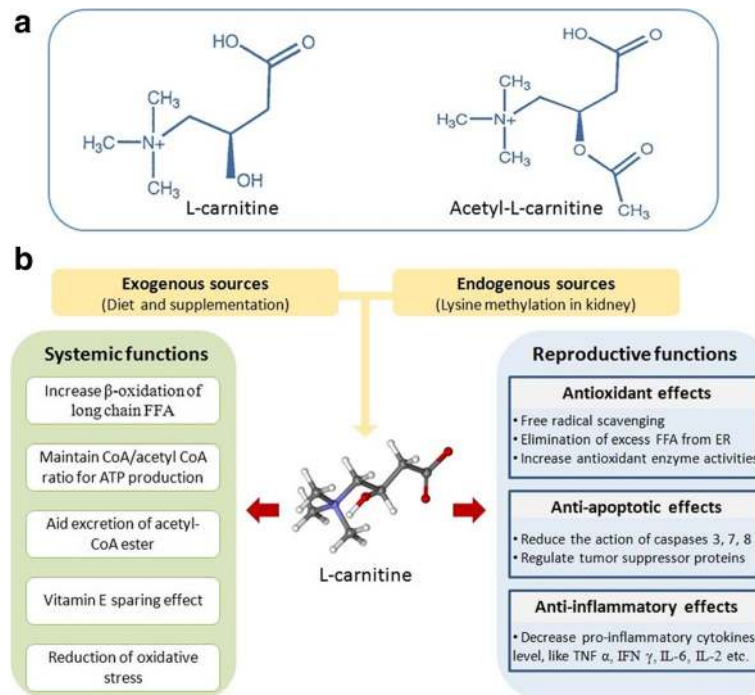 a
HO
O
CH3
H3C
N+
CH3
OH
L-carnitine
HO
O
CH3
H3C
N+
CH3
O
O
CH3
Acetyl-L-carnitine
b
Exogenous sources
(Diet and supplementation)
Endogenous sources
(Lysine methylation in kidney)
Systemic functions
Increase β-oxidation of
long chain FFA
Maintain CoA/acetyl CoA
ratio for ATP production
Aid excretion of acetyl-
CoA ester
Vitamin E sparing effect
Reduction of oxidative
stress
L-carnitine
Reproductive functions
Antioxidant effects
• Free radical scavenging
• Elimination of excess FFA from ER
• Increase antioxidant enzyme activities
Anti-apoptotic effects
• Reduce the action of caspases 3, 7, 8
• Regulate tumor suppressor proteins
Anti-inflammatory effects
• Decrease pro-inflammatory cytokines
level, like TNF α, IFN γ, IL-6, IL-2 etc.